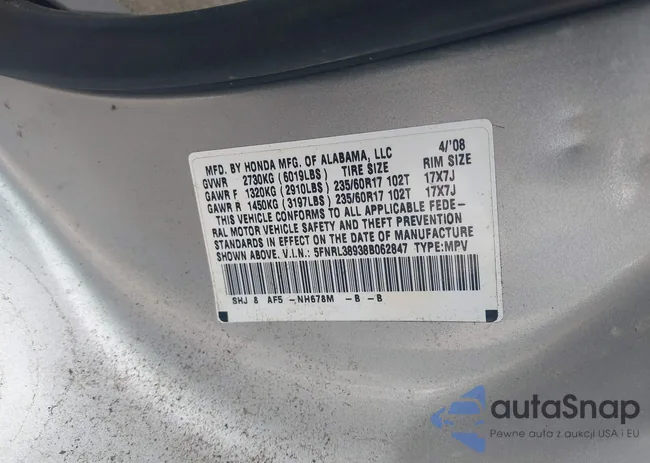 MFD. BY HONDA MFG. OF ALABAMA, LLC 4/'08
GVWR 2730KG (6019LBS) TIRE SIZE RIM SIZE
GAWR F 1320KG (2910LBS) 235/60R17 102T 17X7J
GAWR R 1450KG (3197LBS) 235/60R17 102T 17X7J
THIS VEHICLE CONFORMS TO ALL APPLICABLE FEDE-
RAL MOTOR VEHICLE SAFETY AND THEFT PREVENTION
STANDARDS IN EFFECT ON THE DATE OF MANUFACTURE
SHOWN ABOVE. V.I.N.: 5FNRL38938B062847 TYPE:MPV
SHJ 8 AF5 -NH678M -B -B
autaSnap
Pewne auta z aukcji USA i EU